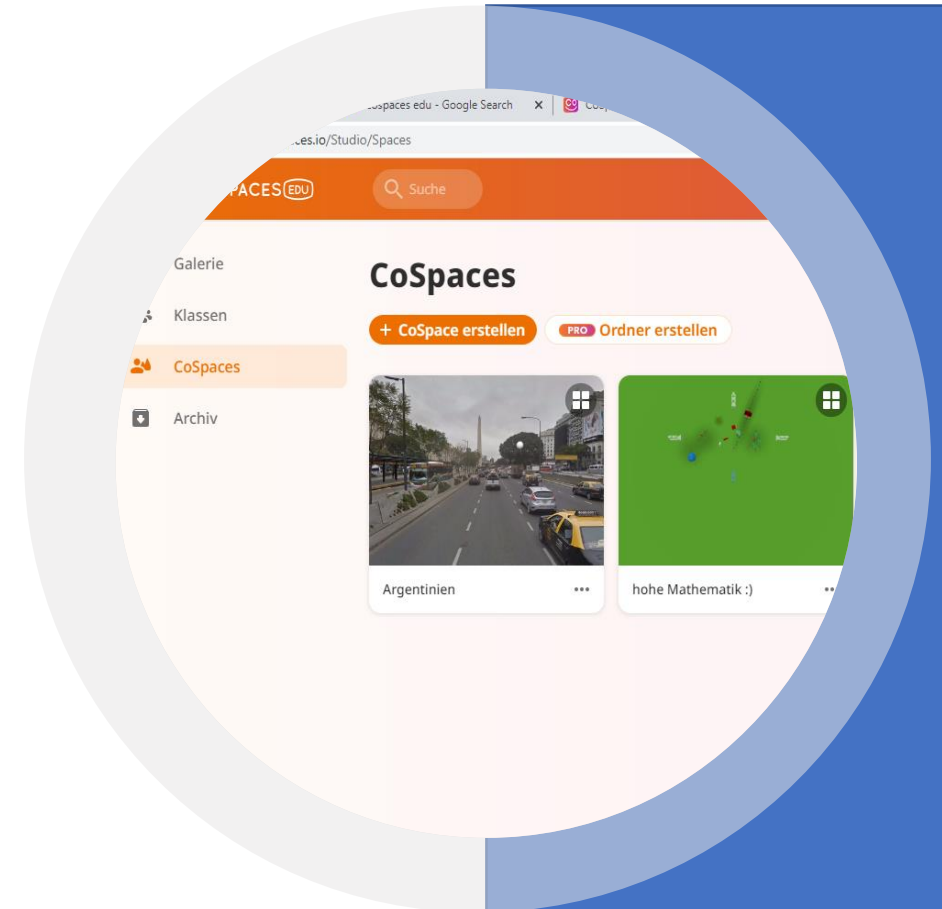 cospaces edu - Google Search
ces.io/Studio/Spaces
PACES EDU
Suche
Galerie
Klassen
CoSpaces
Archiv
CoSpaces
+ CoSpace erstellen
PRO Ordner erstellen
Argentinien
hohe Mathematik :)